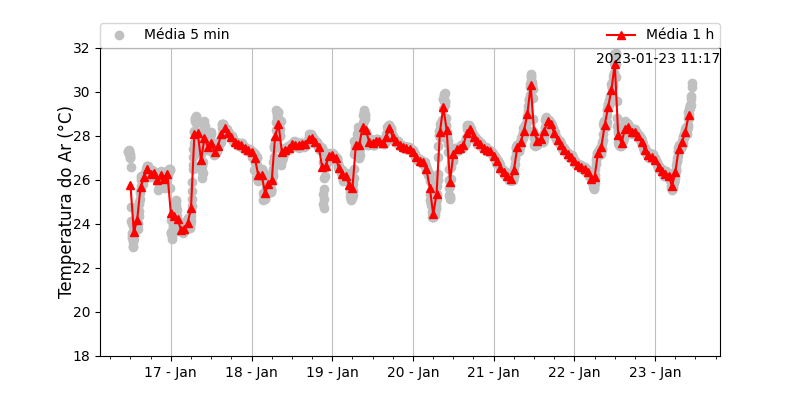 Média 5 min
Média 1 h
2023-01-23 11:17
Temperatura do Ar (°C)
32
30
28
26
24
22
20
18
17 - Jan
18 - Jan
19 - Jan
20 - Jan
21 - Jan
22 - Jan
23 - Jan